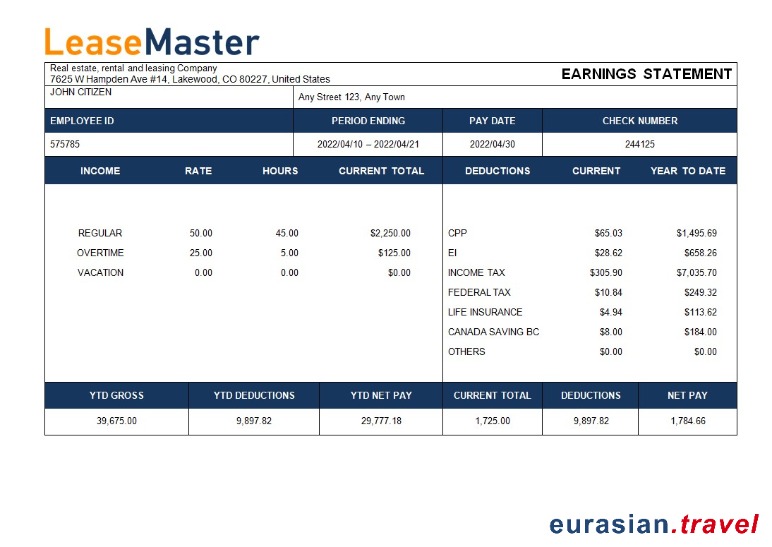 LeaseMaster
Real estate, rental and leasing Company
7625 W Hampden Ave #14, Lakewood, CO 80227, United States
EARNINGS STATEMENT
JOHN CITIZEN
Any Street 123, Any Town
EMPLOYEE ID PERIOD ENDING PAY DATE CHECK NUMBER
575785 2022/04/10 – 2022/04/21 2022/04/30 244125
INCOME RATE HOURS CURRENT TOTAL DEDUCTIONS CURRENT YEAR TO DATE
REGULAR 50.00 45.00 $2,250.00 CPP $65.03 $1,495.69
OVERTIME 25.00 5.00 $125.00 EI $28.62 $658.26
VACATION 0.00 0.00 $0.00 INCOME TAX $305.90 $7,035.70
FEDERAL TAX $10.84 $249.32
LIFE INSURANCE $4.94 $113.62
CANADA SAVING BC $8.00 $184.00
OTHERS $0.00 $0.00
YTD GROSS YTD DEDUCTIONS YTD NET PAY CURRENT TOTAL DEDUCTIONS NET PAY
39,675.00 9,897.82 29,777.18 1,725.00 9,897.82 1,784.66
eurasian.travel